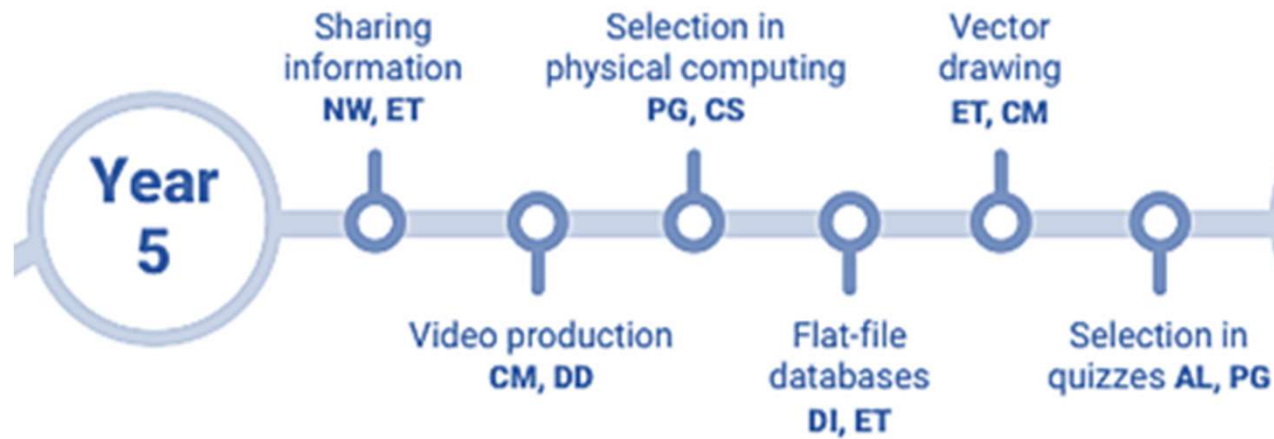 Year
5
Sharing
information
NW, ET
Video production
CM, DD
Selection in
physical computing
PG, CS
Flat-file
databases
DI, ET
Vector
drawing
ET, CM
Selection in
quizzes AL, PG